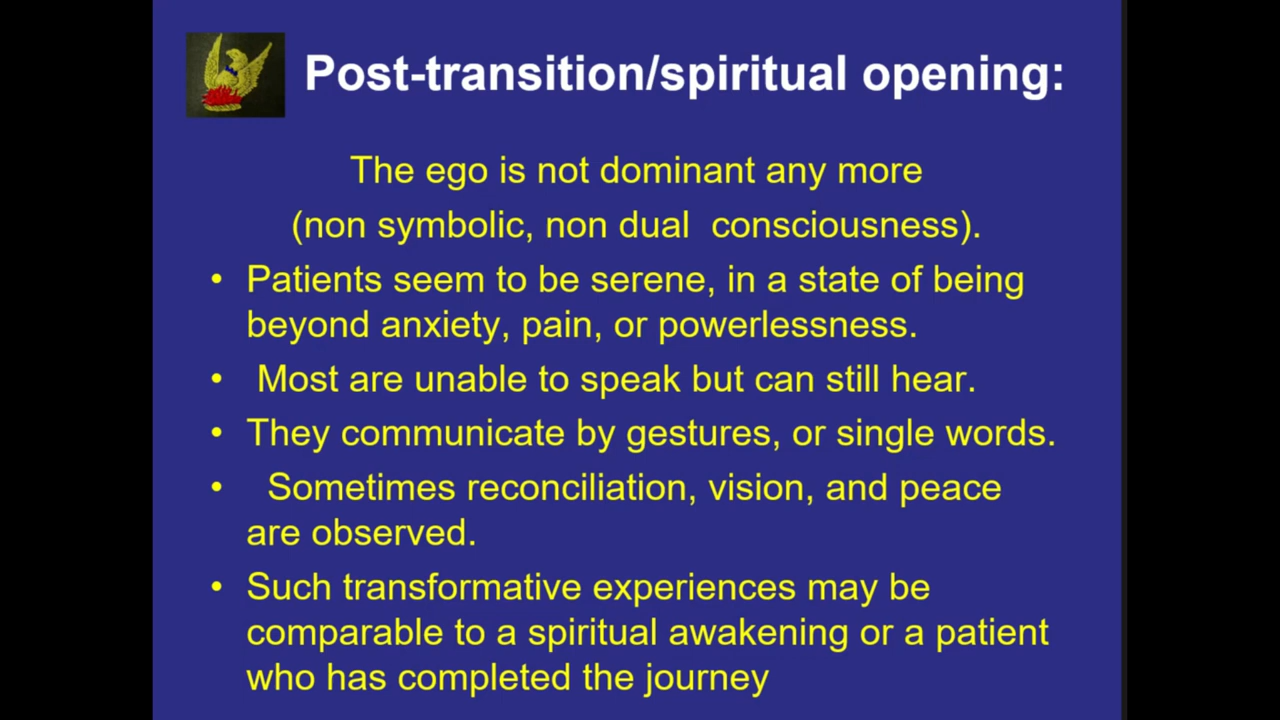 Post-transition/spiritual opening:
The ego is not dominant any more
(non symbolic, non dual  consciousness).
• Patients seem to be serene, in a state of being
beyond anxiety, pain, or powerlessness.
•  Most are unable to speak but can still hear.
• They communicate by gestures, or single words.
•   Sometimes reconciliation, vision, and peace
are observed.
• Such transformative experiences may be
comparable to a spiritual awakening or a patient
who has completed the journey